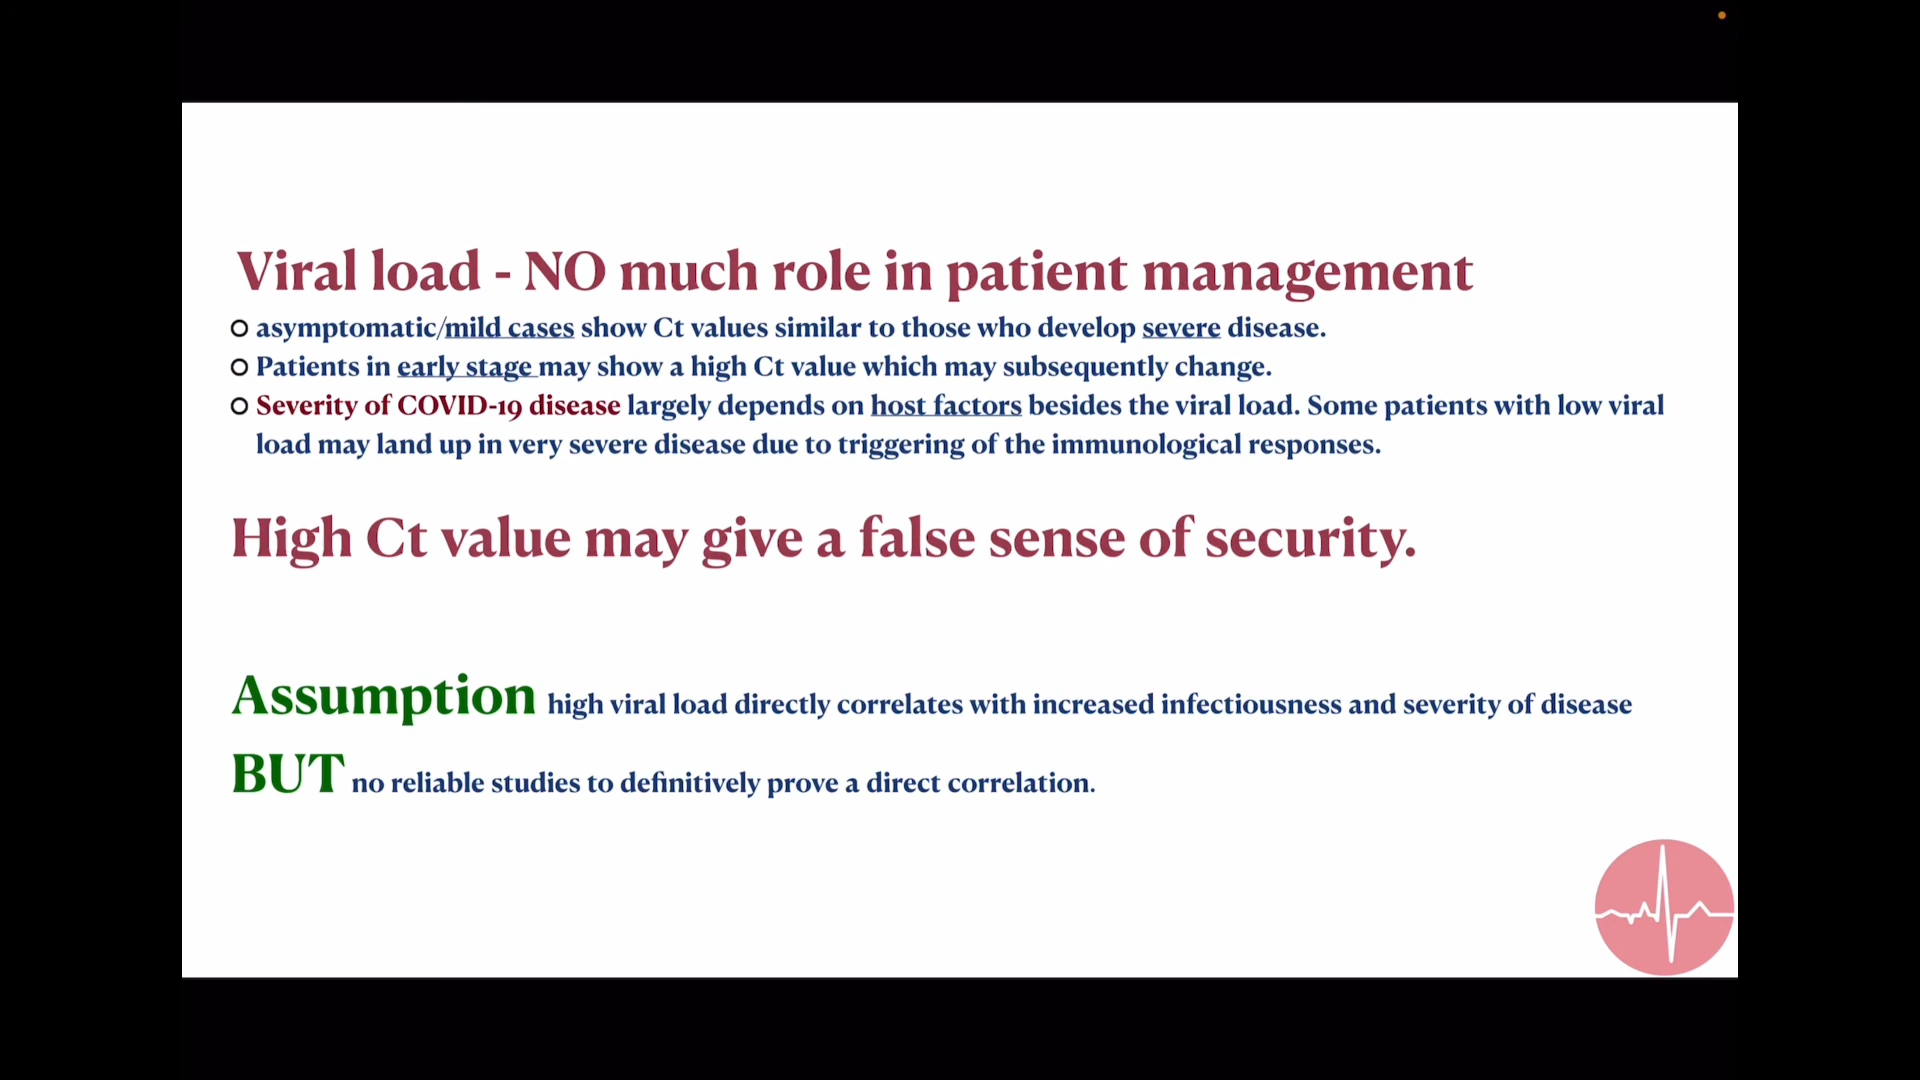 Viral load - NO much role in patient management
asymptomatic/mild cases show Ct values similar to those who develop severe disease.
Patients in early stage may show a high Ct value which may subsequently change.
Severity of COVID-19 disease largely depends on host factors besides the viral load. Some patients with low viral
load may land up in very severe disease due to triggering of the immunological responses.
High Ct value may give a false sense of security.
Assumption high viral load directly correlates with increased infectiousness and severity of disease
BUT no reliable studies to definitively prove a direct correlation.